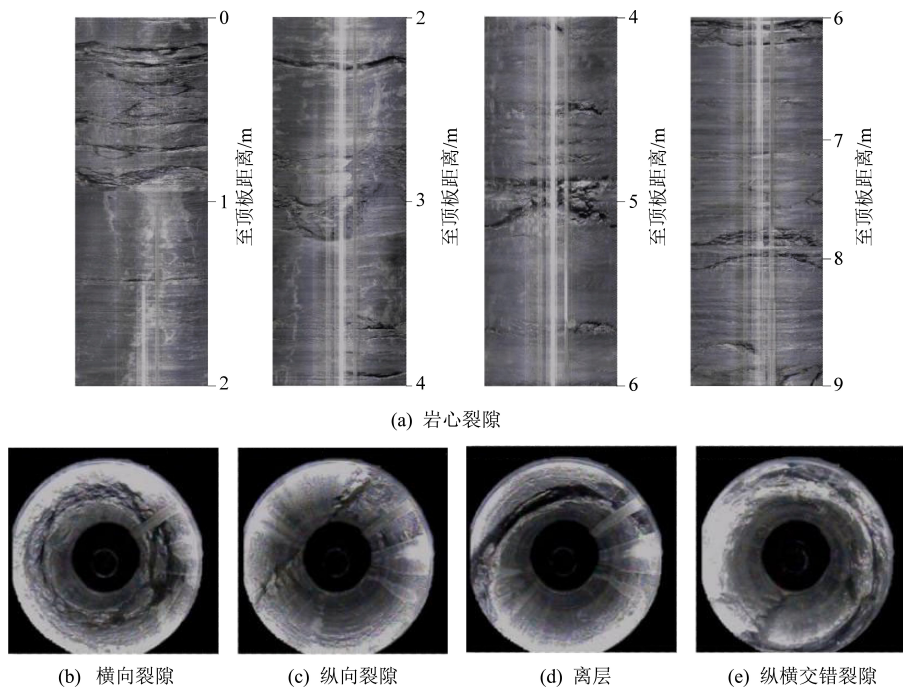 0
1
2
至顶板距离/m
2
3
4
至顶板距离/m
4
5
6
至顶板距离/m
6
7
8
9
至顶板距离/m
(a) 岩心裂隙
(b) 横向裂隙
(c) 纵向裂隙
(d) 离层
(e) 纵横交错裂隙